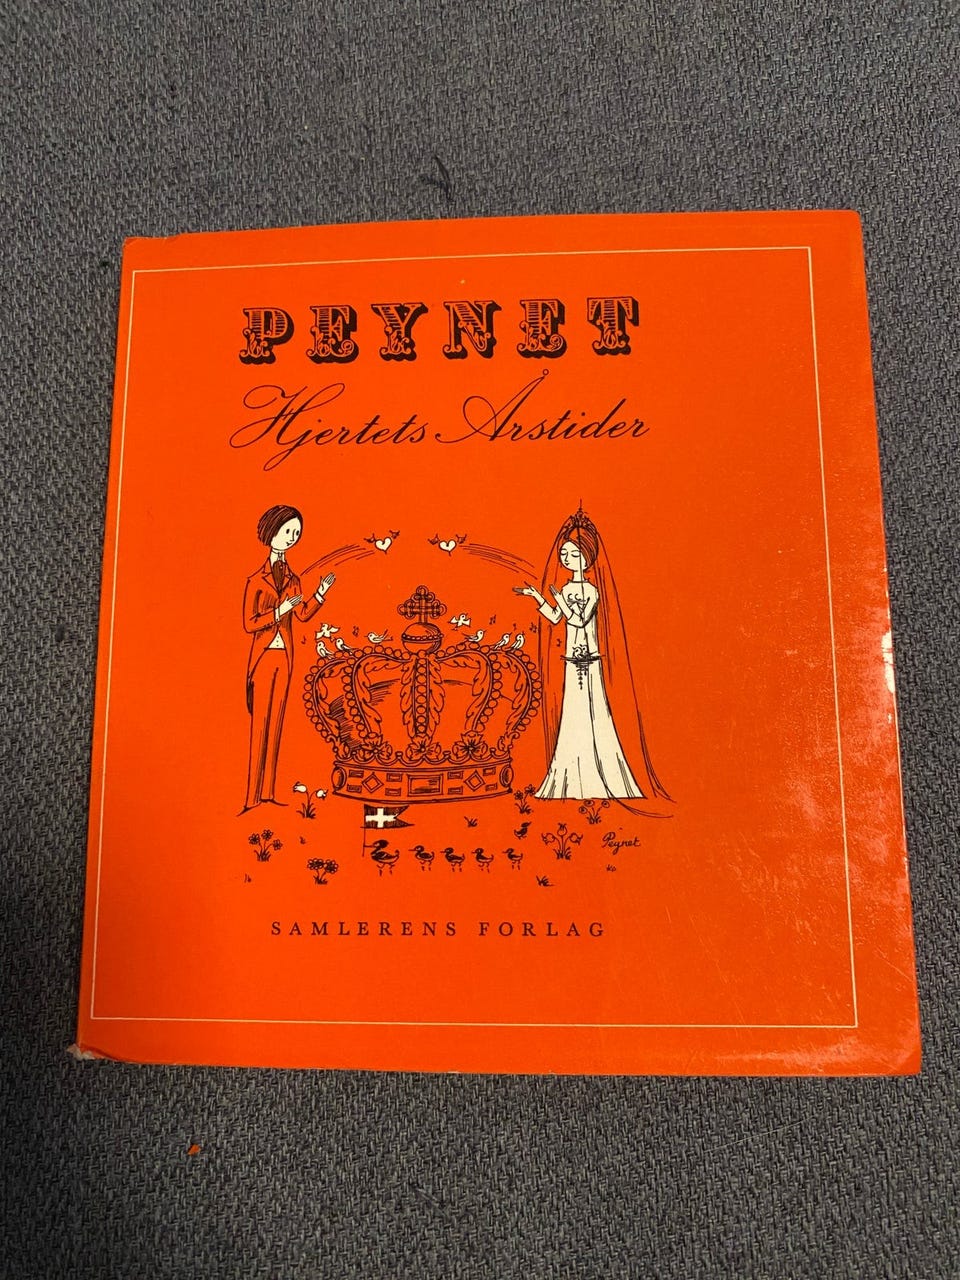 PEYNET
Hjertets Årstider
Peynet
SAMLERENS FORLAG